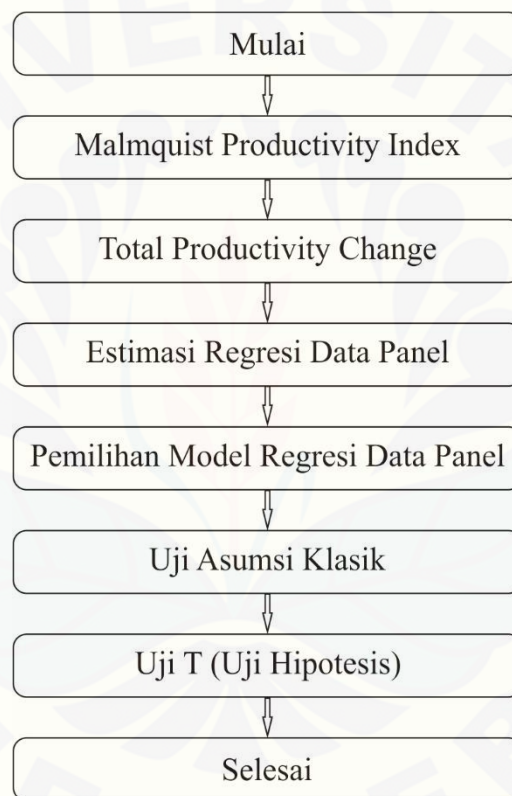 Mulai
Malmquist Productivity Index
Total Productivity Change
Estimasi Regresi Data Panel
Pemilihan Model Regresi Data Panel
Uji Asumsi Klasik
Uji T (Uji Hipotesis)
Selesai